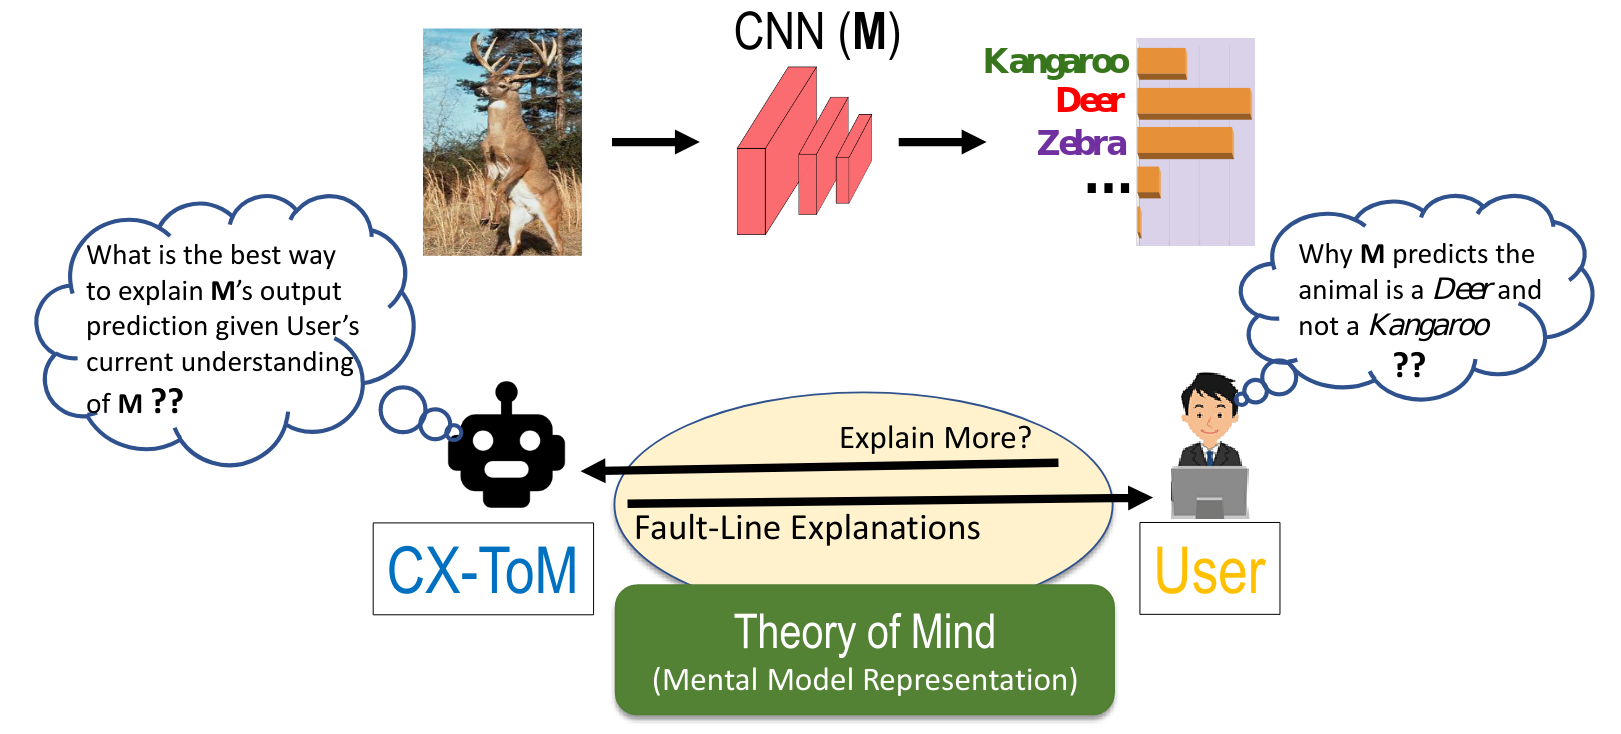 CNN (M)
Kangaroo
Deer
Zebra
...
What is the best way
to explain M's output
prediction given User's
current understanding
of M ??
Why M predicts the
animal is a Deer and
not a Kangaroo
??
Explain More?
Fault-Line Explanations
CX-ToM
User
Theory of Mind
(Mental Model Representation)